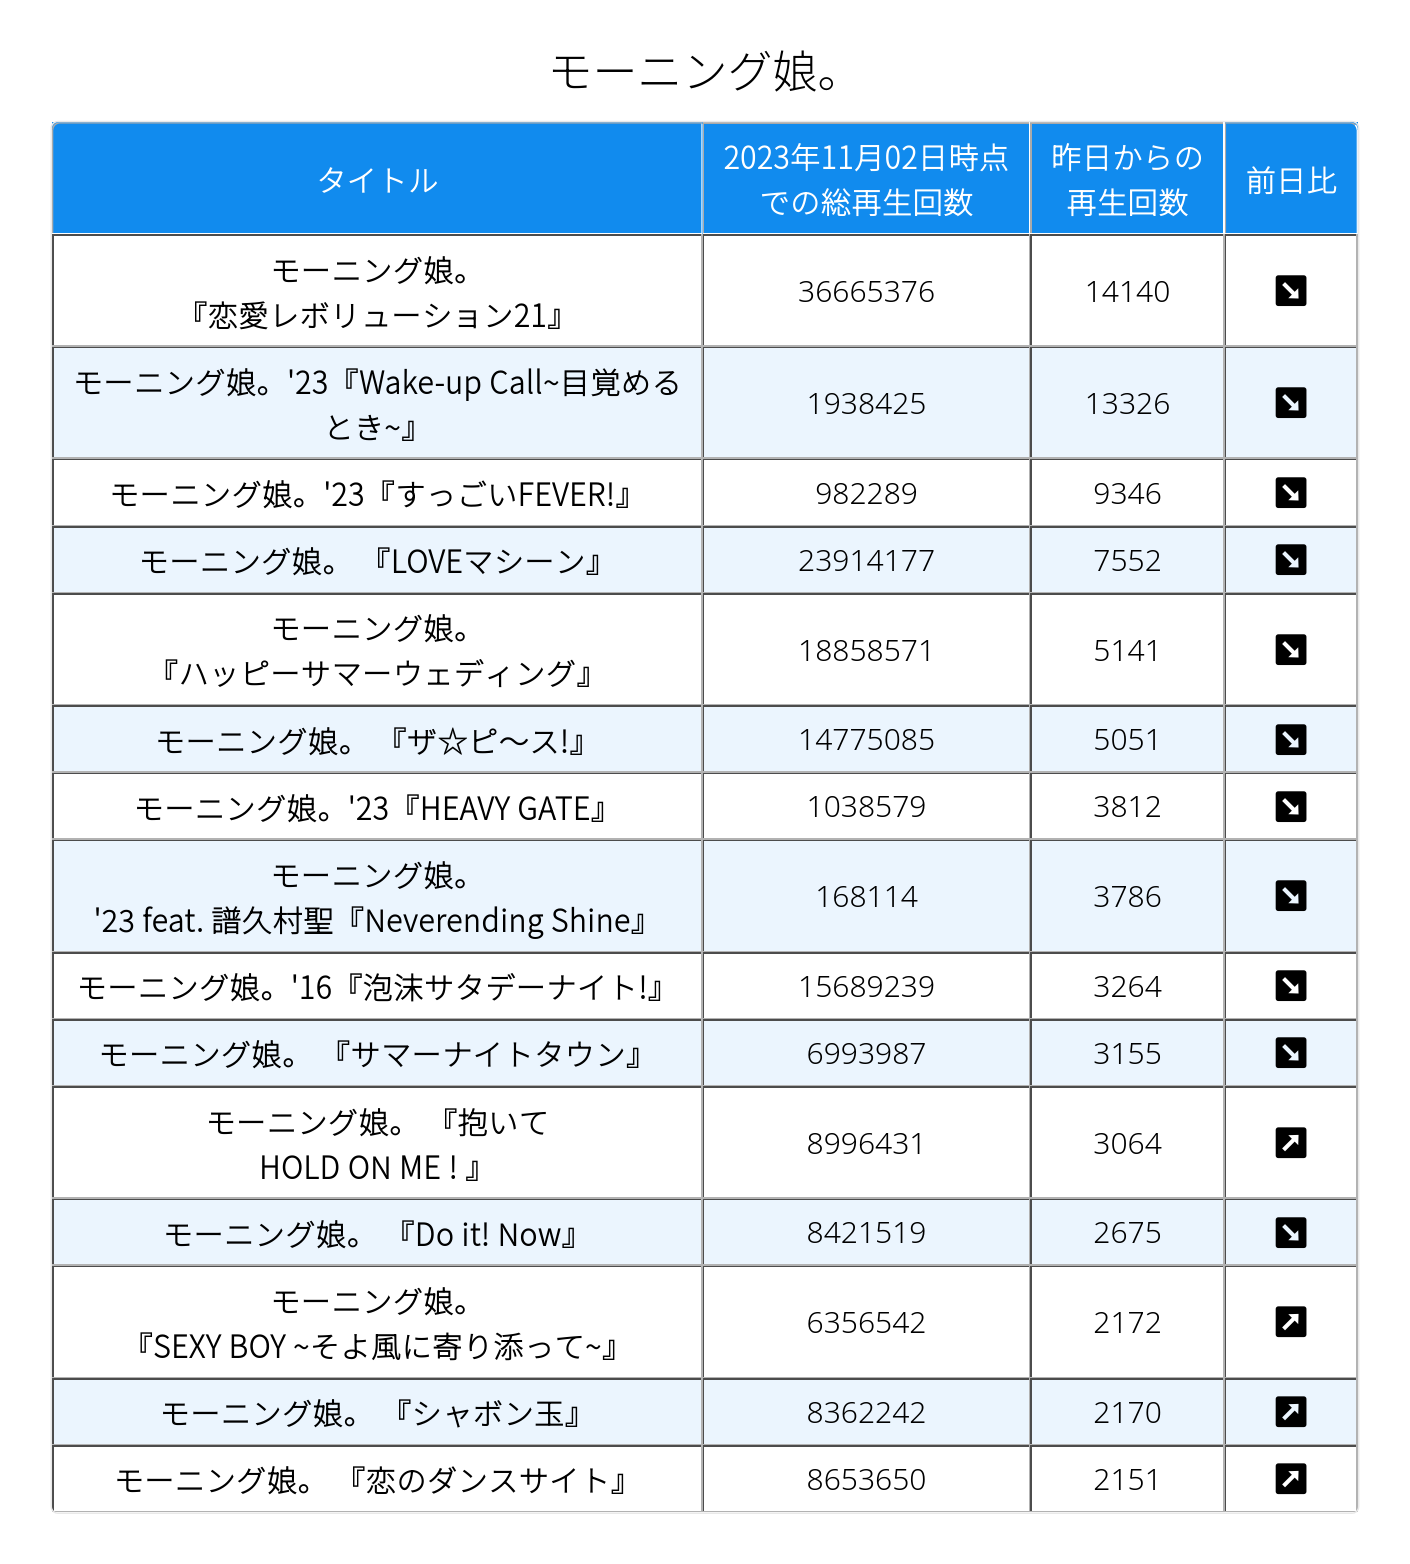 モーニング娘。
タイトル
2023年11月02日時点
での総再生回数
昨日からの
再生回数
前日比
モーニング娘。
『恋愛レボリューション21』
36665376
14140
モーニング娘。'23『Wake-up Call~目覚める
とき~』
1938425
13326
モーニング娘。'23『すっごいFEVER!』
982289
9346
モーニング娘。 『LOVEマシーン』
23914177
7552
モーニング娘。
『ハッピーサマーウェディング』
18858571
5141
モーニング娘。 『ザ☆ピ〜ス!』
14775085
5051
モーニング娘。'23『HEAVY GATE』
1038579
3812
モーニング娘。
'23 feat. 譜久村聖『Neverending Shine』
168114
3786
モーニング娘。'16『泡沫サタデーナイト!』
15689239
3264
モーニング娘。 『サマーナイトタウン』
6993987
3155
モーニング娘。 『抱いて
HOLD ON ME ! 』
8996431
3064
モーニング娘。 『Do it! Now』
8421519
2675
モーニング娘。
『SEXY BOY ~そよ風に寄り添って~』
6356542
2172
モーニング娘。 『シャボン玉』
8362242
2170
モーニング娘。 『恋のダンスサイト』
8653650
2151